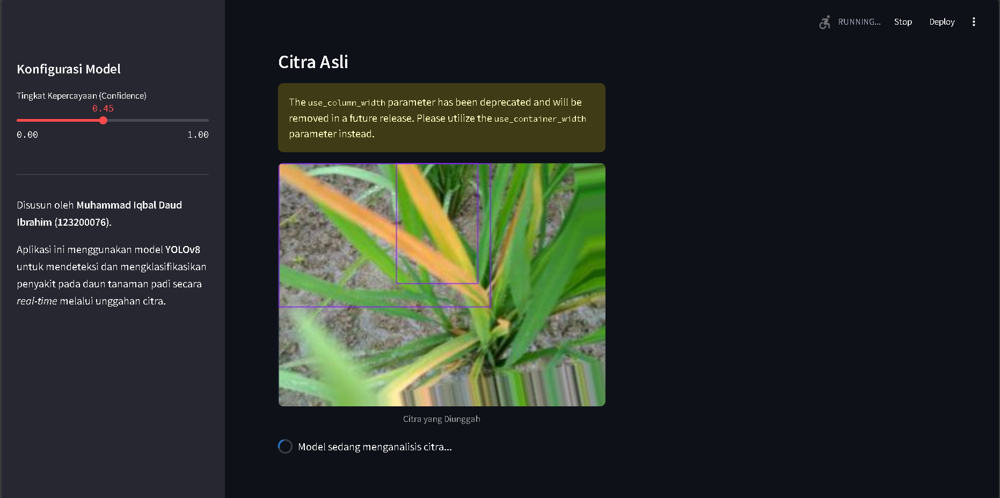 RUNNING...
Stop
Deploy
Konfigurasi Model
Tingkat Kepercayaan (Confidence)
0.45
0.00
1.00
Disusun oleh Muhammad Iqbal Daud
Ibrahim (123200076).
Aplikasi ini menggunakan model YOLOv8
untuk mendeteksi dan mengklasifikasikan
penyakit pada daun tanaman padi secara
real-time melalui unggahan citra.
Citra Asli
The use_column_width parameter has been deprecated and will be
removed in a future release. Please utilize the use_container_width
parameter instead.
Citra yang Diunggah
Model sedang menganalisis citra...